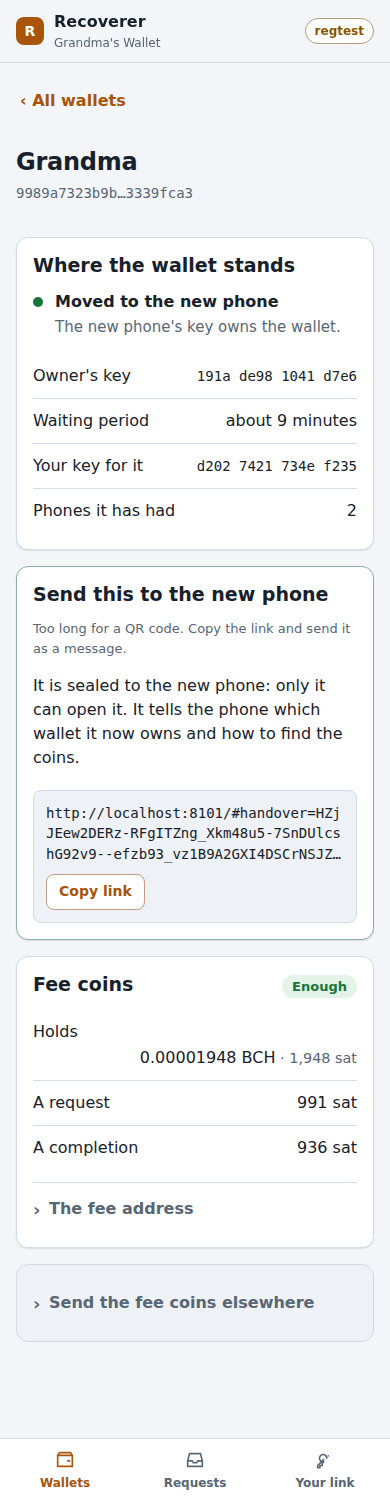 R
Recoverer
Grandma's Wallet
regtest
‹ All wallets
Grandma
9989a7323b9b…3339fca3
Where the wallet stands
Moved to the new phone
The new phone's key owns the wallet.
Owner's key 191a de98 1041 d7e6
Waiting period about 9 minutes
Your key for it d202 7421 734e f235
Phones it has had 2
Send this to the new phone
Too long for a QR code. Copy the link and send it
as a message.
It is sealed to the new phone: only it
can open it. It tells the phone which
wallet it now owns and how to find the
coins.
http://localhost:8101/#handover=HZj
JEew2DERz-RFgITZng_Xkm48u5-7SnDUlcs
hG92v9--efzb93_vz1B9A2GXI4DSCrNSJZ…
Copy link
Fee coins Enough
Holds
0.00001948 BCH · 1,948 sat
A request 991 sat
A completion 936 sat
› The fee address
› Send the fee coins elsewhere
Wallets Requests Your link